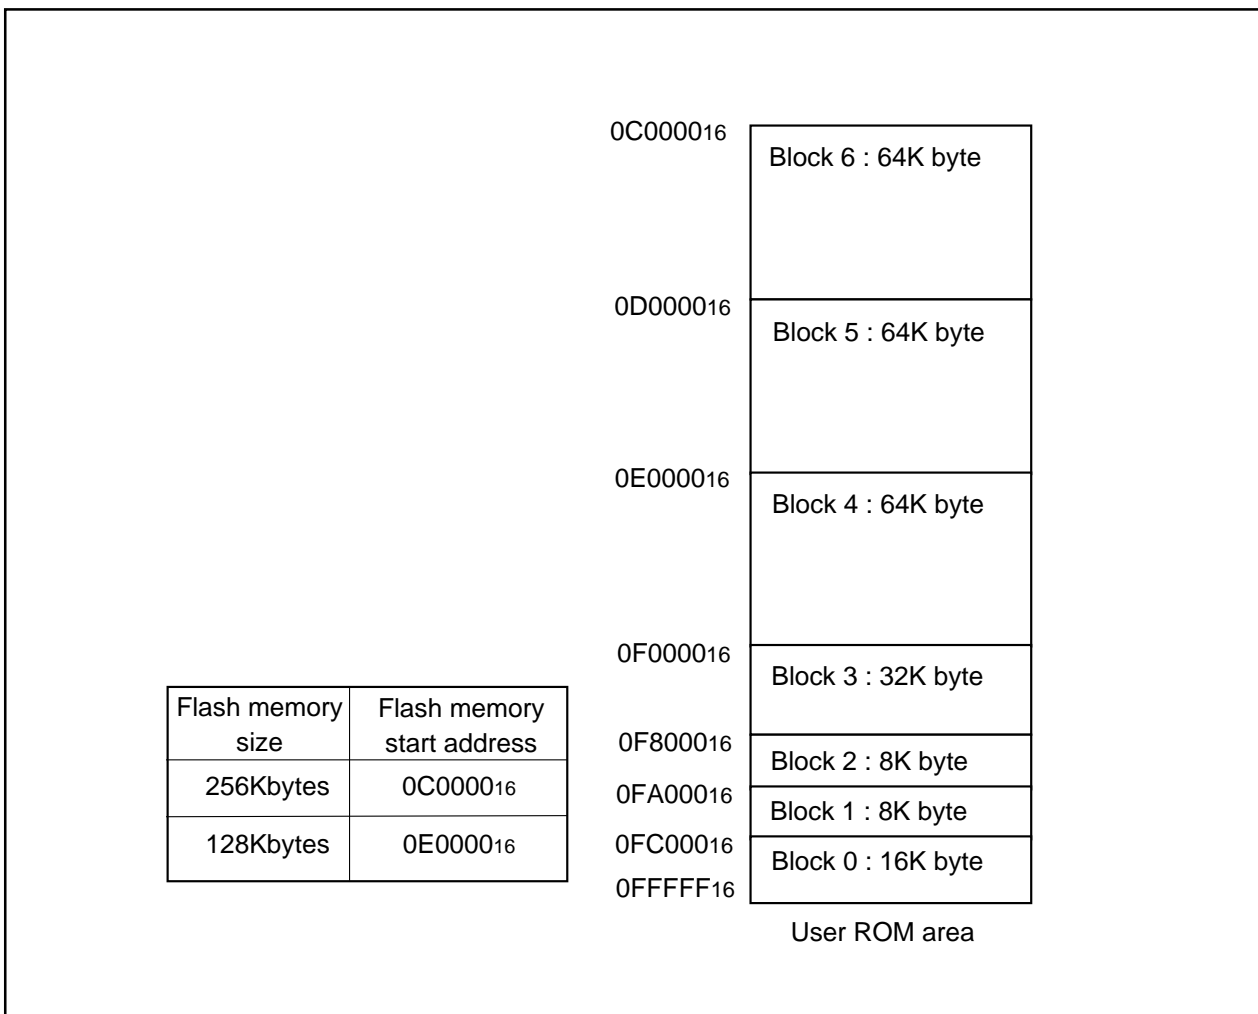 0C000016
Block 6 : 64K byte
0D000016
Block 5 : 64K byte
0E000016
Block 4 : 64K byte
0F000016
Block 3 : 32K byte
Flash memory size
Flash memory start address
256Kbytes
0C000016
128Kbytes
0E000016
0F800016
Block 2 : 8K byte
0FA00016
Block 1 : 8K byte
0FC00016
Block 0 : 16K byte
0FFFFF16
User ROM area